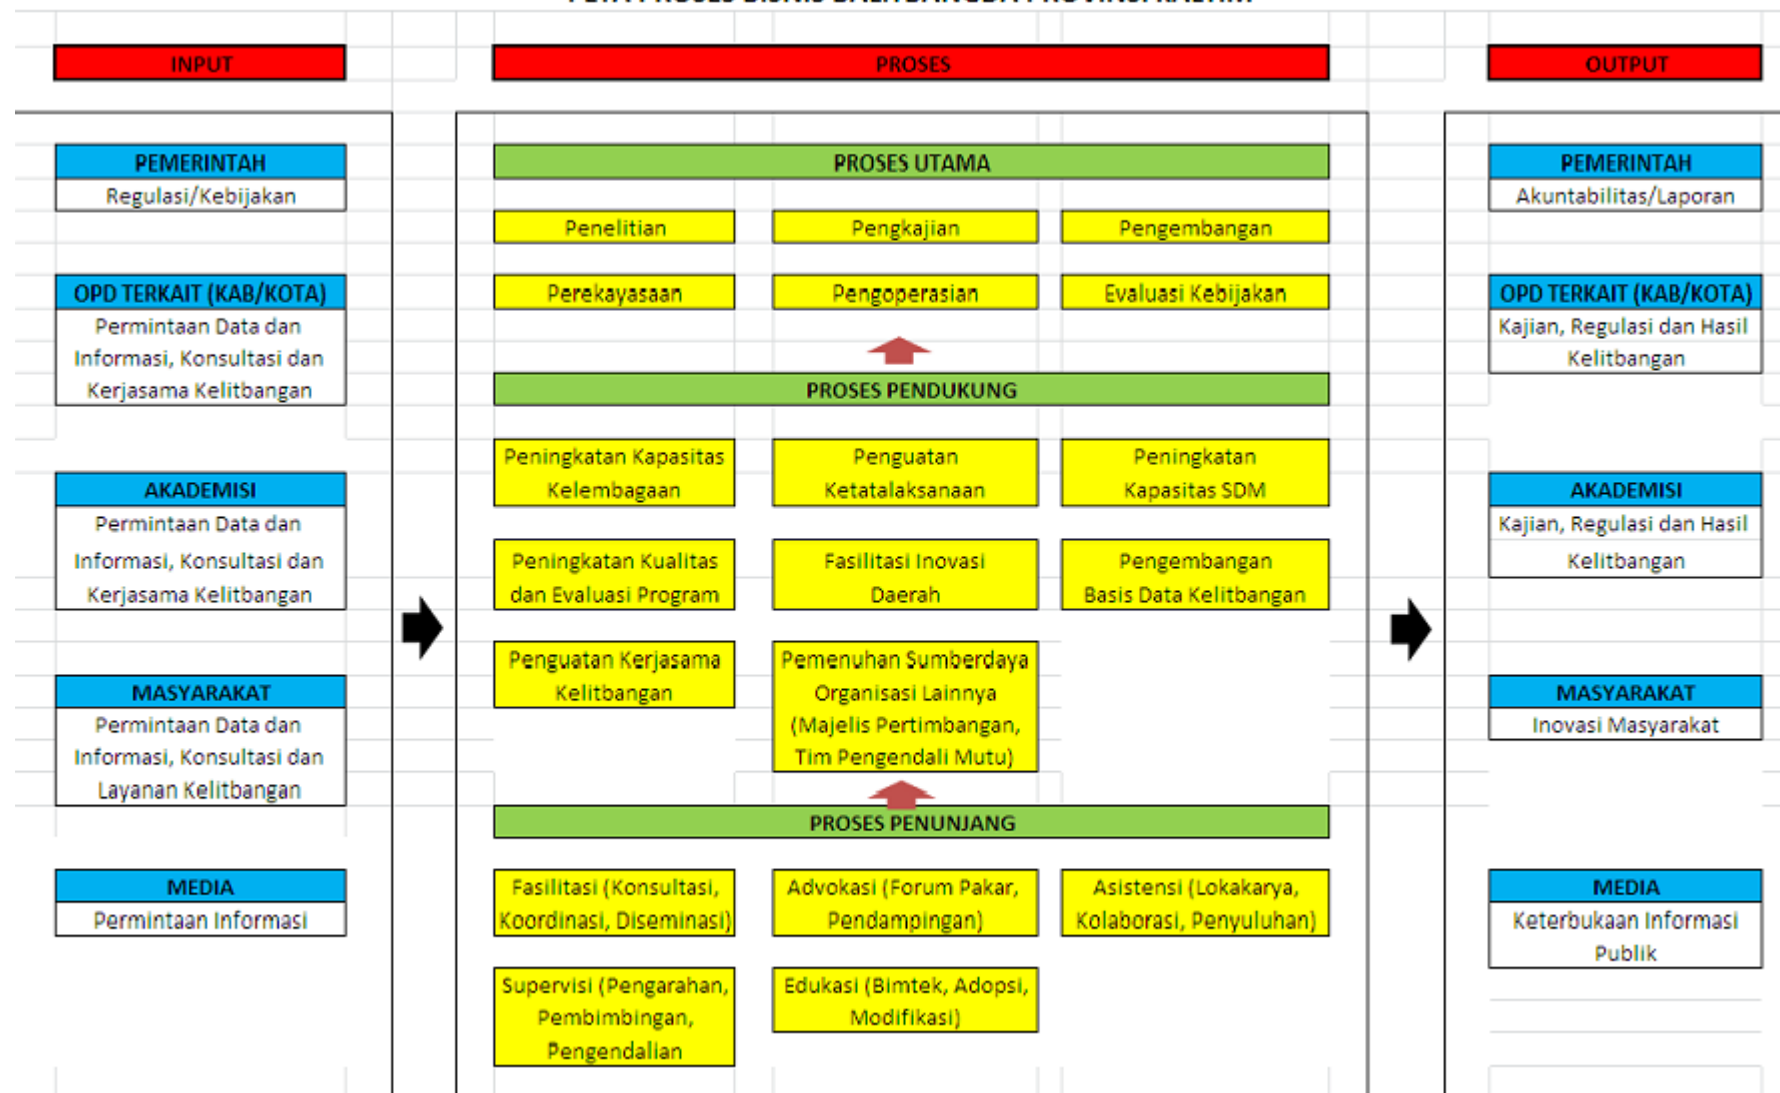 INPUT
PROSES
OUTPUT
PEMERINTAH
Regulasi/Kebijakan
OPD TERKAIT (KAB/KOTA)
Permintaan Data dan
Informasi, Konsultasi dan
Kerjasama Kelitbangan
AKADEMISI
Permintaan Data dan
Informasi, Konsultasi dan
Kerjasama Kelitbangan
MASYARAKAT
Permintaan Data dan
Informasi, Konsultasi dan
Layanan Kelitbangan
MEDIA
Permintaan Informasi
PROSES UTAMA
Penelitian
Pengkajian
Pengembangan
Perekayasaan
Pengoperasian
Evaluasi Kebijakan
PROSES PENDUKUNG
Peningkatan Kapasitas
Kelembagaan
Penguatan
Ketatalaksanaan
Peningkatan
Kapasitas SDM
Peningkatan Kualitas
dan Evaluasi Program
Fasilitasi Inovasi
Daerah
Pengembangan
Basis Data Kelitbangan
Penguatan Kerjasama
Kelitbangan
Pemenuhan Sumberdaya
Organisasi Lainnya
(Majelis Pertimbangan,
Tim Pengendali Mutu)
PROSES PENUNJANG
Fasilitasi (Konsultasi,
Koordinasi, Diseminasi)
Advokasi (Forum Pakar,
Pendampingan)
Asistensi (Lokakarya,
Kolaborasi, Penyuluhan)
Supervisi (Pengarahan,
Pembimbingan,
Pengendalian
Edukasi (Bimtek, Adopsi,
Modifikasi)
PEMERINTAH
Akuntabilitas/Laporan
OPD TERKAIT (KAB/KOTA)
Kajian, Regulasi dan Hasil
Kelitbangan
AKADEMISI
Kajian, Regulasi dan Hasil
Kelitbangan
MASYARAKAT
Inovasi Masyarakat
MEDIA
Keterbukaan Informasi
Publik